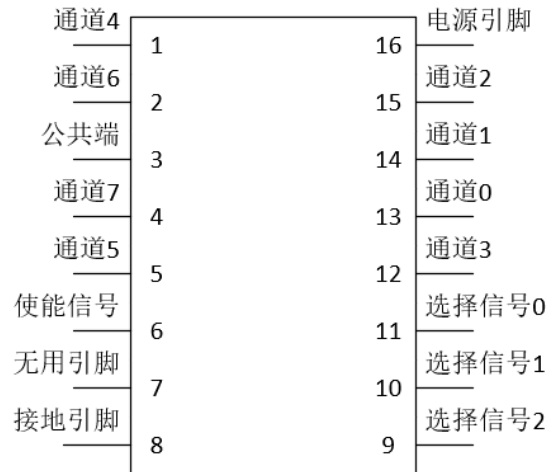 通道4
1
16
电源引脚
通道6
2
15
通道2
公共端
3
14
通道1
通道7
4
13
通道0
通道5
5
12
通道3
使能信号
6
11
选择信号0
无用引脚
7
10
选择信号1
接地引脚
8
9
选择信号2